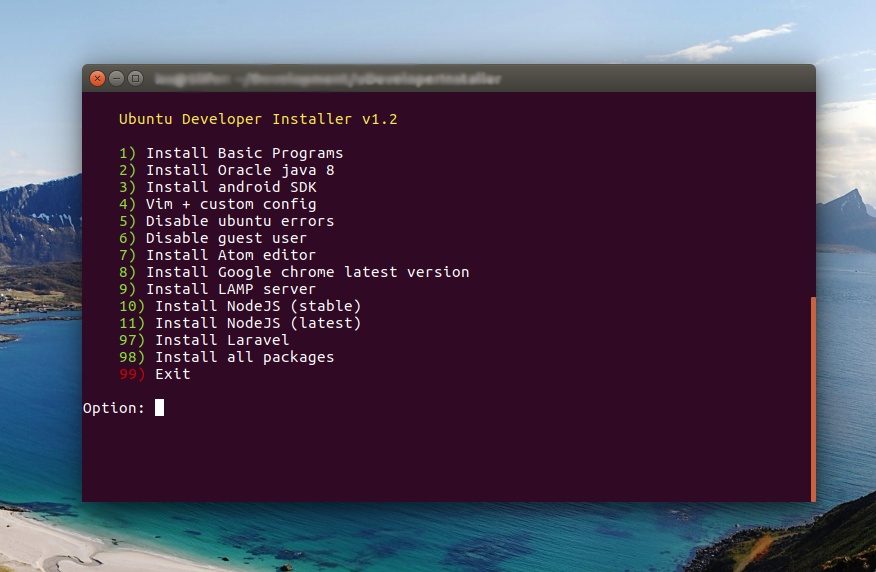 Ubuntu Developer Installer v1.2
1) Install Basic Programs
2) Install Oracle java 8
3) Install android SDK
4) Vim + custom config
5) Disable ubuntu errors
6) Disable guest user
7) Install Atom editor
8) Install Google chrome latest version
9) Install LAMP server
10) Install NodeJS (stable)
11) Install NodeJS (latest)
97) Install Laravel
98) Install all packages
99) Exit
Option: